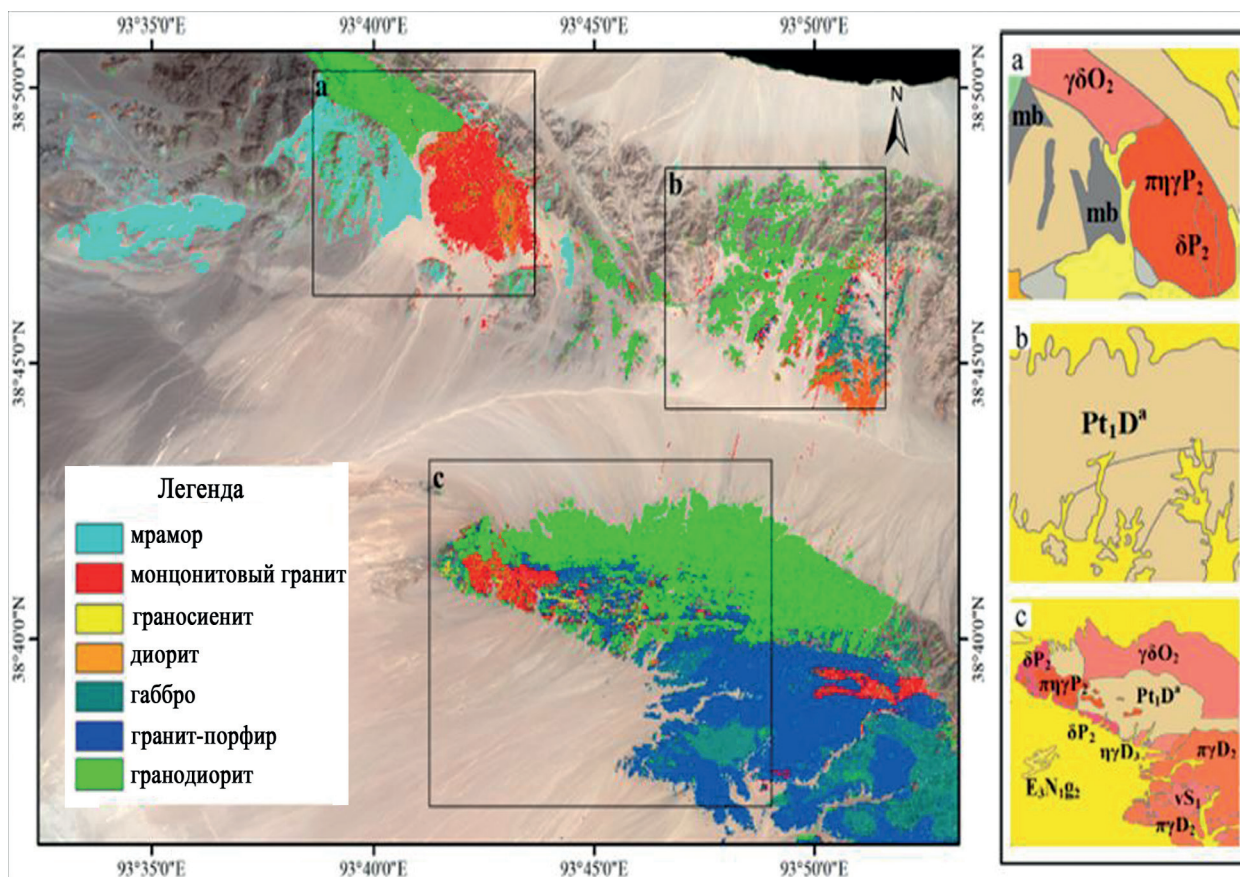 93°35'0"E 93°40'0"E 93°45'0"E 93°50'0"E
38°50'0"N
38°45'0"N
38°40'0"N
38°50'0"N
38°45'0"N
38°40'0"N
N
a
b
c
Легенда
мрамор
монцонитовый гранит
граносиенит
диорит
габбро
гранит-порфир
гранодиорит
93°35'0"E 93°40'0"E 93°45'0"E 93°50'0"E
a
γδO₂
mb
πηγP₂
mb
δP₂
b
Pt₁Dᵃ
c
γδO₂
δP₂
πηγP₂
Pt₁Dᵃ
δP₂
ηγD₃
πγD₂
E₃N₁g₂
νS₁
πγD₂